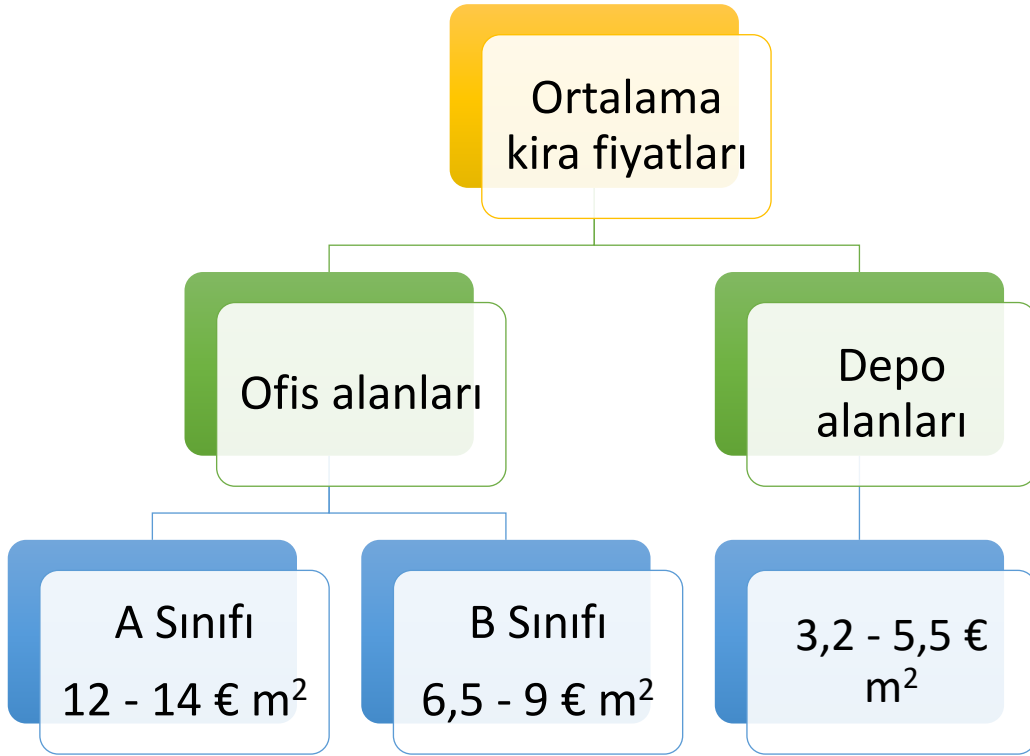 Ortalama
kira fiyatları
Ofis alanları
Depo
alanları
A Sınıfı
12 - 14 € m²
B Sınıfı
6,5 - 9 € m²
3,2 - 5,5 €
m²